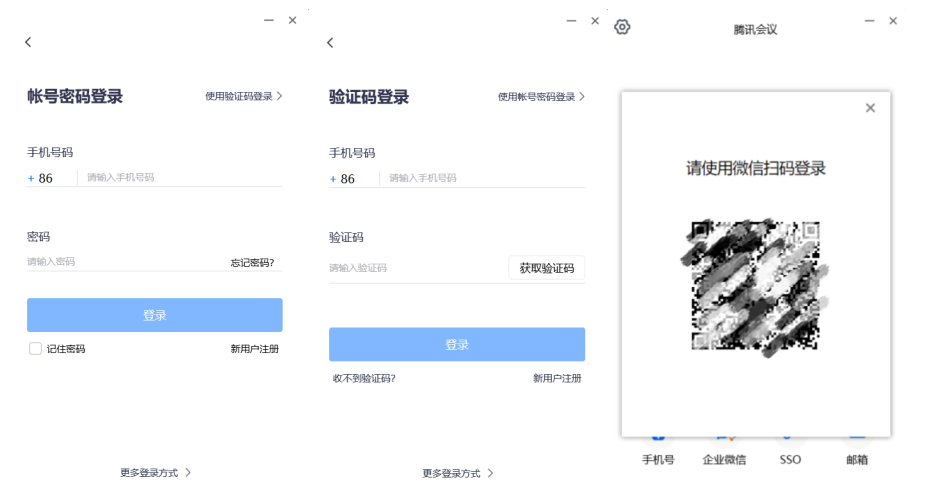 帐号密码登录
使用验证码登录 >
手机号码
+ 86 请输入手机号码
密码
请输入密码 忘记密码?
登录
记住密码 新用户注册
更多登录方式 >
验证码登录
使用帐号密码登录 >
手机号码
+ 86 请输入手机号码
验证码
请输入验证码 获取验证码
登录
收不到验证码? 新用户注册
更多登录方式 >
腾讯会议
请使用微信扫码登录
手机号 企业微信 SSO 邮箱